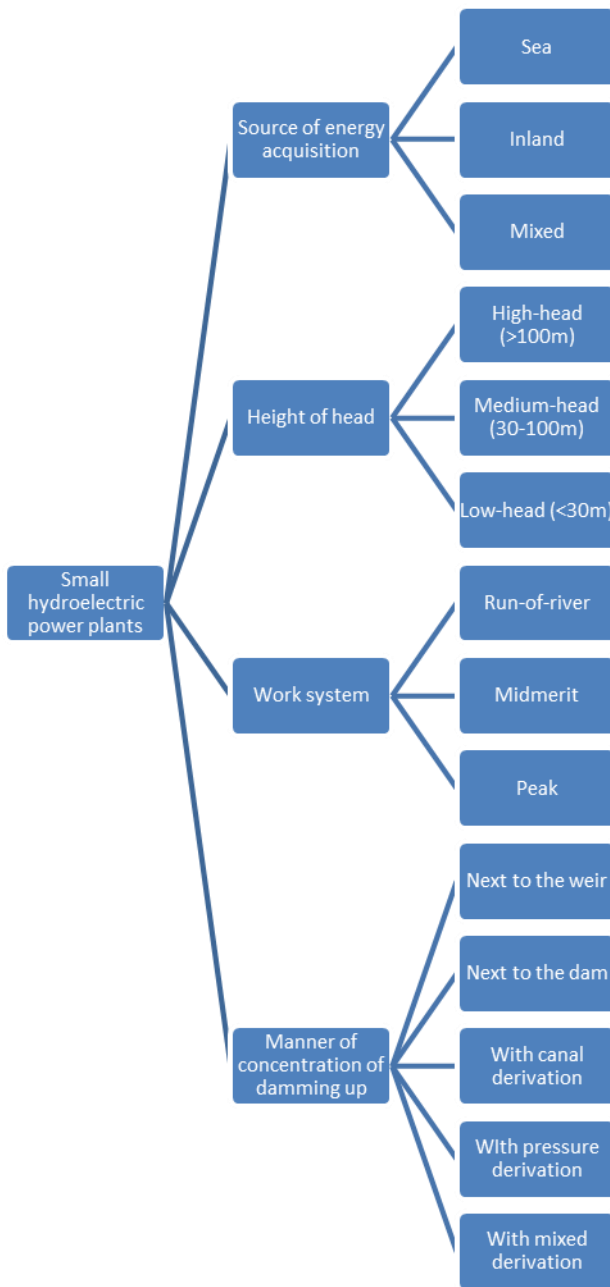 Small
hydroelectric
power plants
Source of energy
acquisition
Sea
Inland
Mixed
Height of head
High-head
(>100m)
Medium-head
(30-100m)
Low-head (<30m)
Work system
Run-of-river
Midmerit
Peak
Manner of
concentration of
damming up
Next to the weir
Next to the dam
With canal
derivation
WIth pressure
derivation
With mixed
derivation